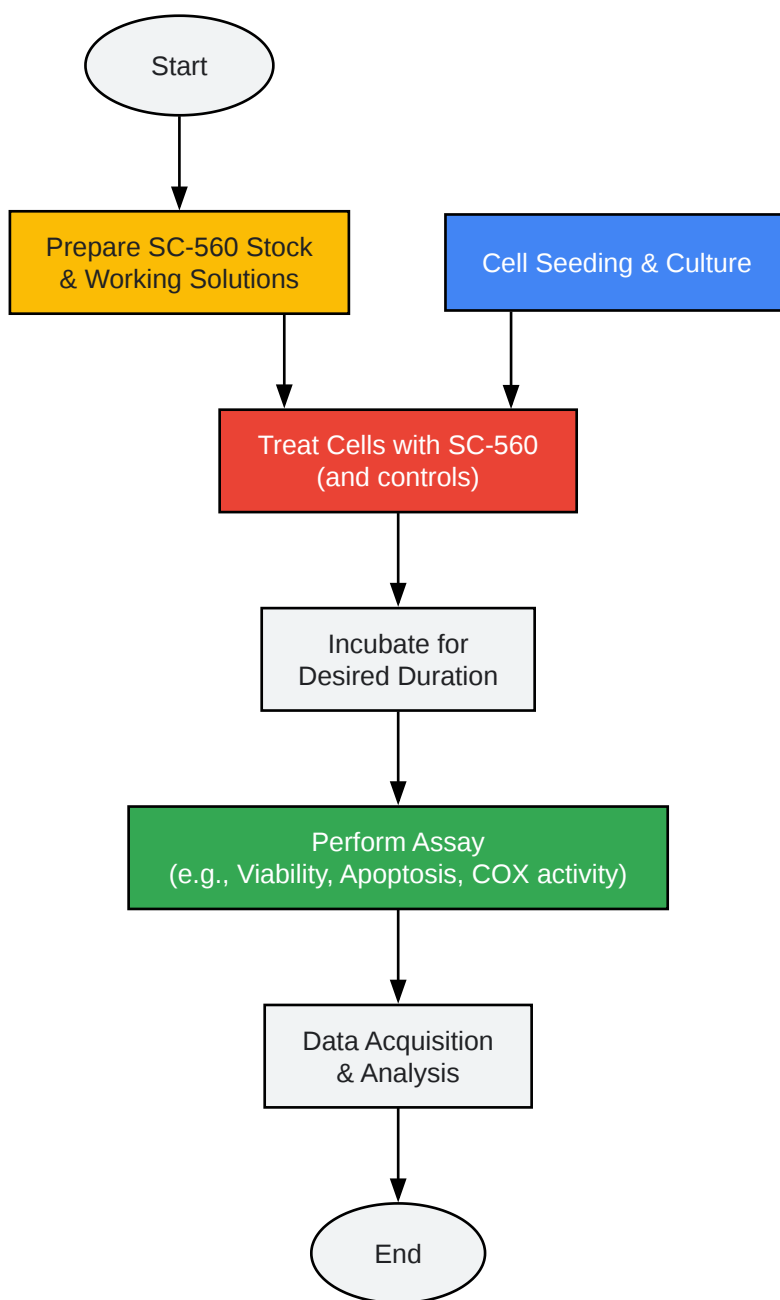 Start
Prepare SC-560 Stock
& Working Solutions
Cell Seeding & Culture
Treat Cells with SC-560
(and controls)
Incubate for
Desired Duration
Perform Assay
(e.g., Viability, Apoptosis, COX activity)
Data Acquisition
& Analysis
End